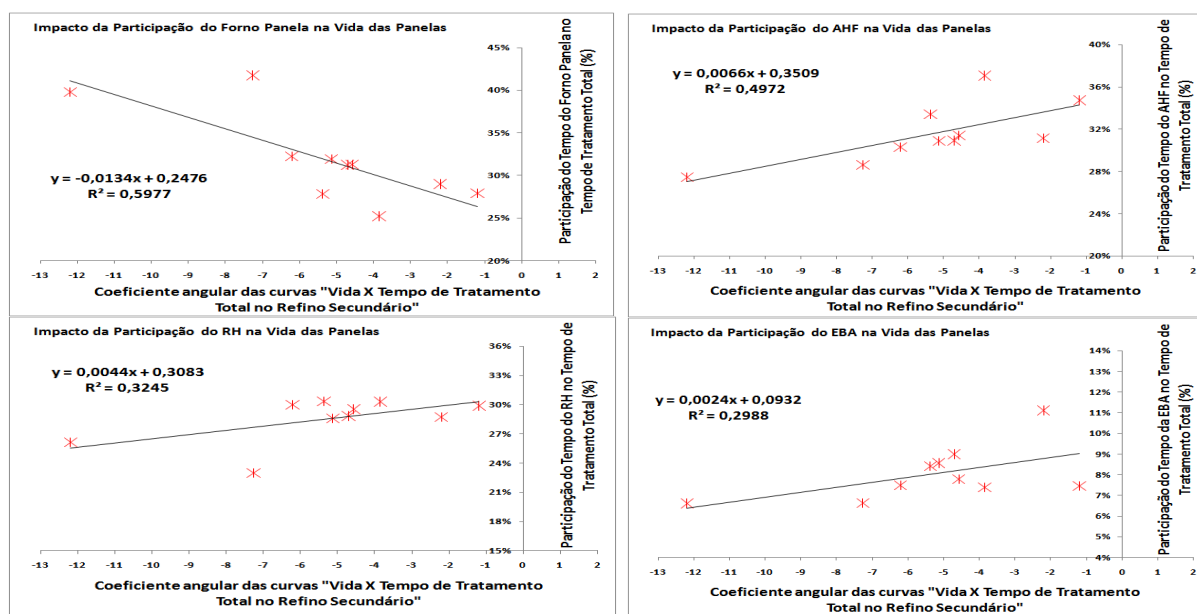 Impacto da Participação do Forno Panela na Vida das Panelas
45%
40%
35%
30%
25%
20%
y = -0,0134x + 0,2476
R² = 0,5977
Participação do Tempo do Forno Panela no
Tempo de Tratamento Total (%)
-13 -12 -11 -10 -9 -8 -7 -6 -5 -4 -3 -2 -1 0 1 2
Coeficiente angular das curvas "Vida X Tempo de Tratamento
Total no Refino Secundário"
Impacto da Participação do AHF na Vida das Panelas
40%
36%
32%
28%
24%
20%
y = 0,0066x + 0,3509
R² = 0,4972
Participação do Tempo do AHF no Tempo de
Tratamento Total (%)
-13 -12 -11 -10 -9 -8 -7 -6 -5 -4 -3 -2 -1 0 1 2
Coeficiente angular das curvas "Vida X Tempo de Tratamento
Total no Refino Secundário"
Impacto da Participação do RH na Vida das Panelas
36%
33%
30%
27%
24%
21%
18%
15%
y = 0,0044x + 0,3083
R² = 0,3245
Participação do Tempo do RH no Tempo de
Tratamento Total (%)
-13 -12 -11 -10 -9 -8 -7 -6 -5 -4 -3 -2 -1 0 1 2
Coeficiente angular das curvas "Vida X Tempo de Tratamento
Total no Refino Secundário"
Impacto da Participação do EBA na Vida das Panelas
14%
13%
12%
11%
10%
9%
8%
7%
6%
5%
4%
y = 0,0024x + 0,0932
R² = 0,2988
Participação do Tempo da EBA no Tempo de
Tratamento Total (%)
-13 -12 -11 -10 -9 -8 -7 -6 -5 -4 -3 -2 -1 0 1 2
Coeficiente angular das curvas "Vida X Tempo de Tratamento
Total no Refino Secundário"